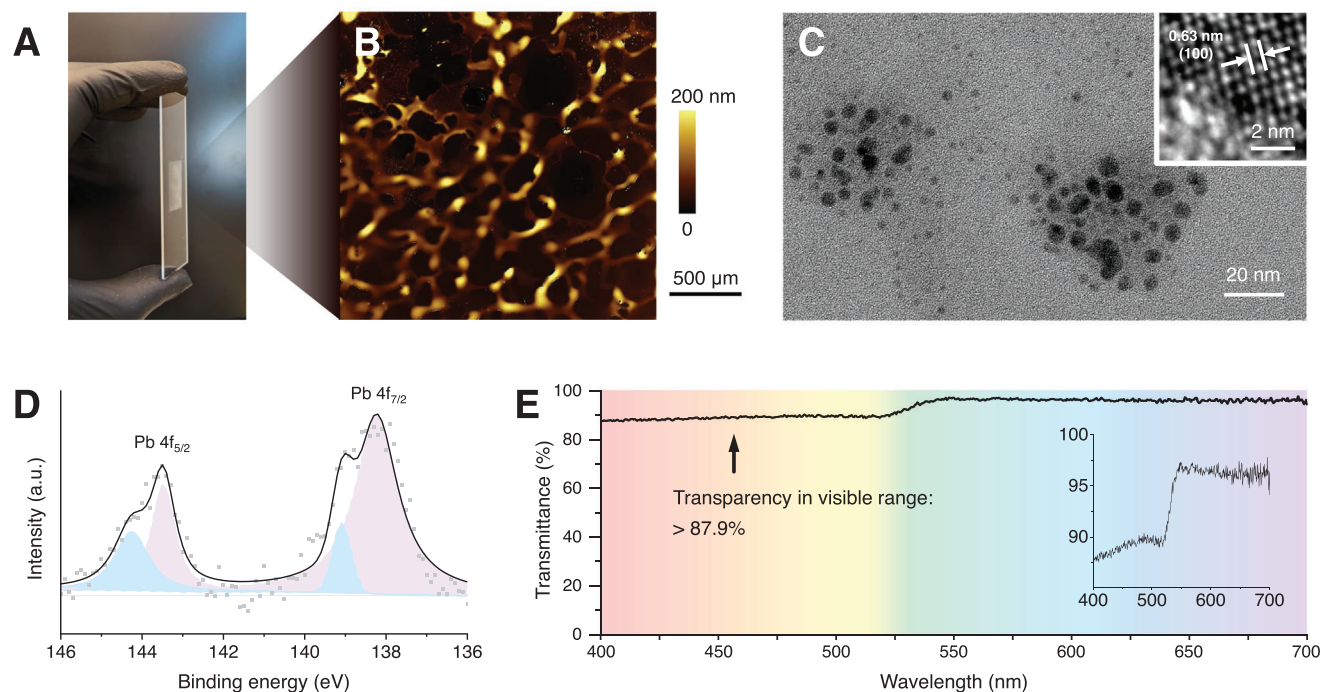 A
B
200 nm
0
500 µm
C
0.63 nm
(100)
2 nm
20 nm
D
Pb 4f5/2
Pb 4f7/2
Intensity (a.u.)
146
144
142
140
138
136
Binding energy (eV)
E
100
80
60
40
20
0
Transmittance (%)
Transparency in visible range:
> 87.9%
100
95
90
400
500
600
700
400
450
500
550
600
650
700
Wavelength (nm)